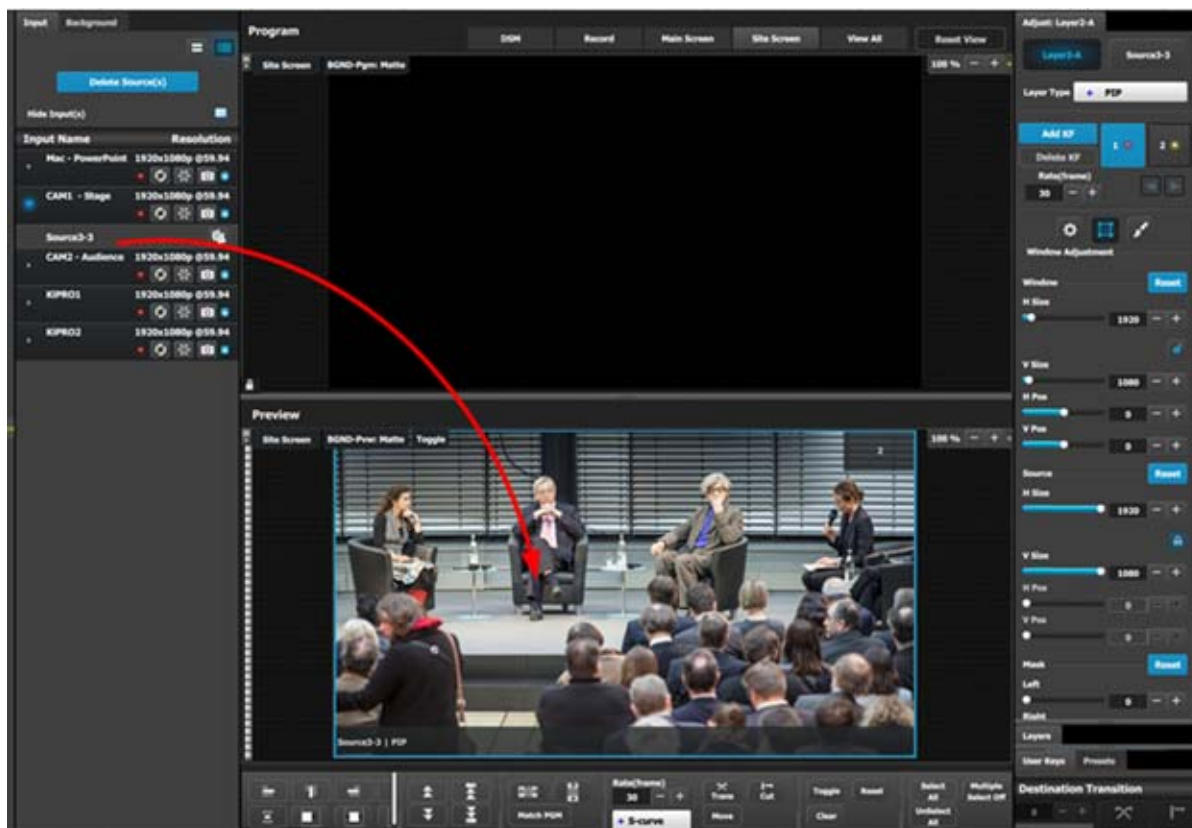 Input Background
Delete Source(s)
Hide Input(s)
Input Name Resolution
Mac - PowerPoint 1920x1080p @59.94
CAM1 - Stage 1920x1080p @59.94
Source3-3
CAM2 - Audience 1920x1080p @59.94
KIPRO1 1920x1080p @59.94
KIPRO2 1920x1080p @59.94
Program
DSM Record Main Screen Site Screen View All Reset View
Site Screen BGND-Pgm: Matte 100 % - +
Preview
Site Screen BGND-Pvw: Matte Toggle 100 % - +
2
Source3-3 | PIP
Rate(frame)
30 - +
+ S-curve
Match PGM
Trans Cut
Move
Toggle Reset
Clear
Select All
UnSelect All
Multiple Select Off
Adjust: Layer2-A
Layer2-A Source3-3
Layer Type + PIP
Add KF 1 2
Delete KF
Rate(frame)
30 - +
Window Adjustment
Window Reset
H Size
1920 - +
V Size
1080 - +
H Pos
0 - +
V Pos
0 - +
Source Reset
H Size
1920 - +
V Size
1080 - +
H Pos
0 - +
V Pos
0 - +
Mask Reset
Left
0 - +
Right
Layers
User Keys Presets
Destination Transition
0 - +